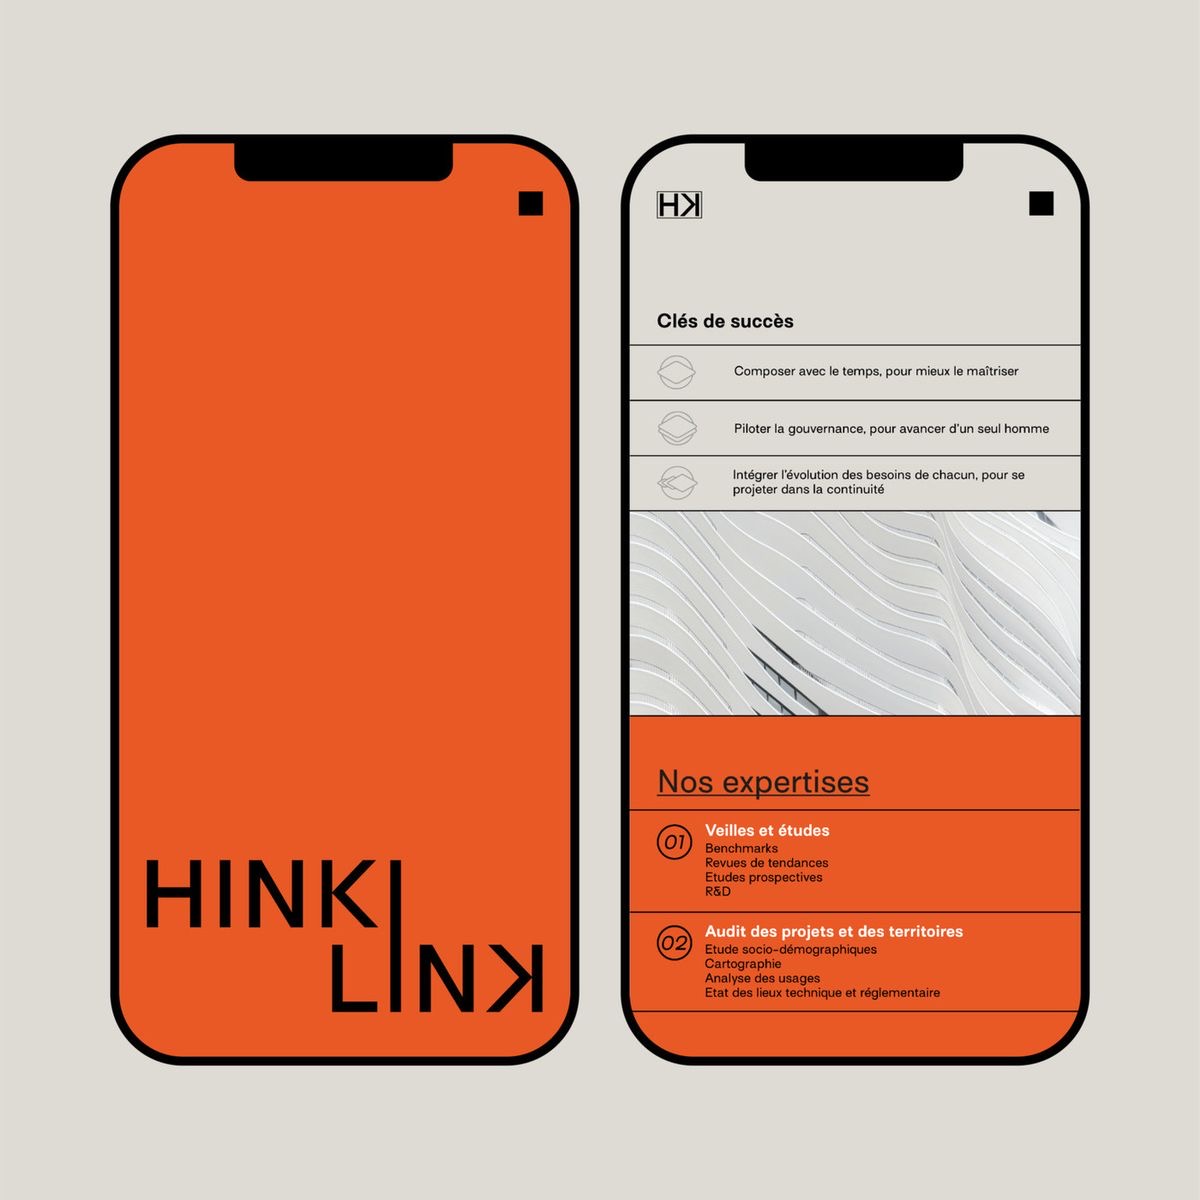 HINKI
LINK
HK
Clés de succès
Composer avec le temps, pour mieux le maîtriser
Piloter la gouvernance, pour avancer d'un seul homme
Intégrer l'évolution des besoins de chacun, pour se
projeter dans la continuité
Nos expertises
01
Veilles et études
Benchmarks
Revues de tendances
Etudes prospectives
R&D
02
Audit des projets et des territoires
Etude socio-démographiques
Cartographie
Analyse des usages
Etat des lieux technique et réglementaire